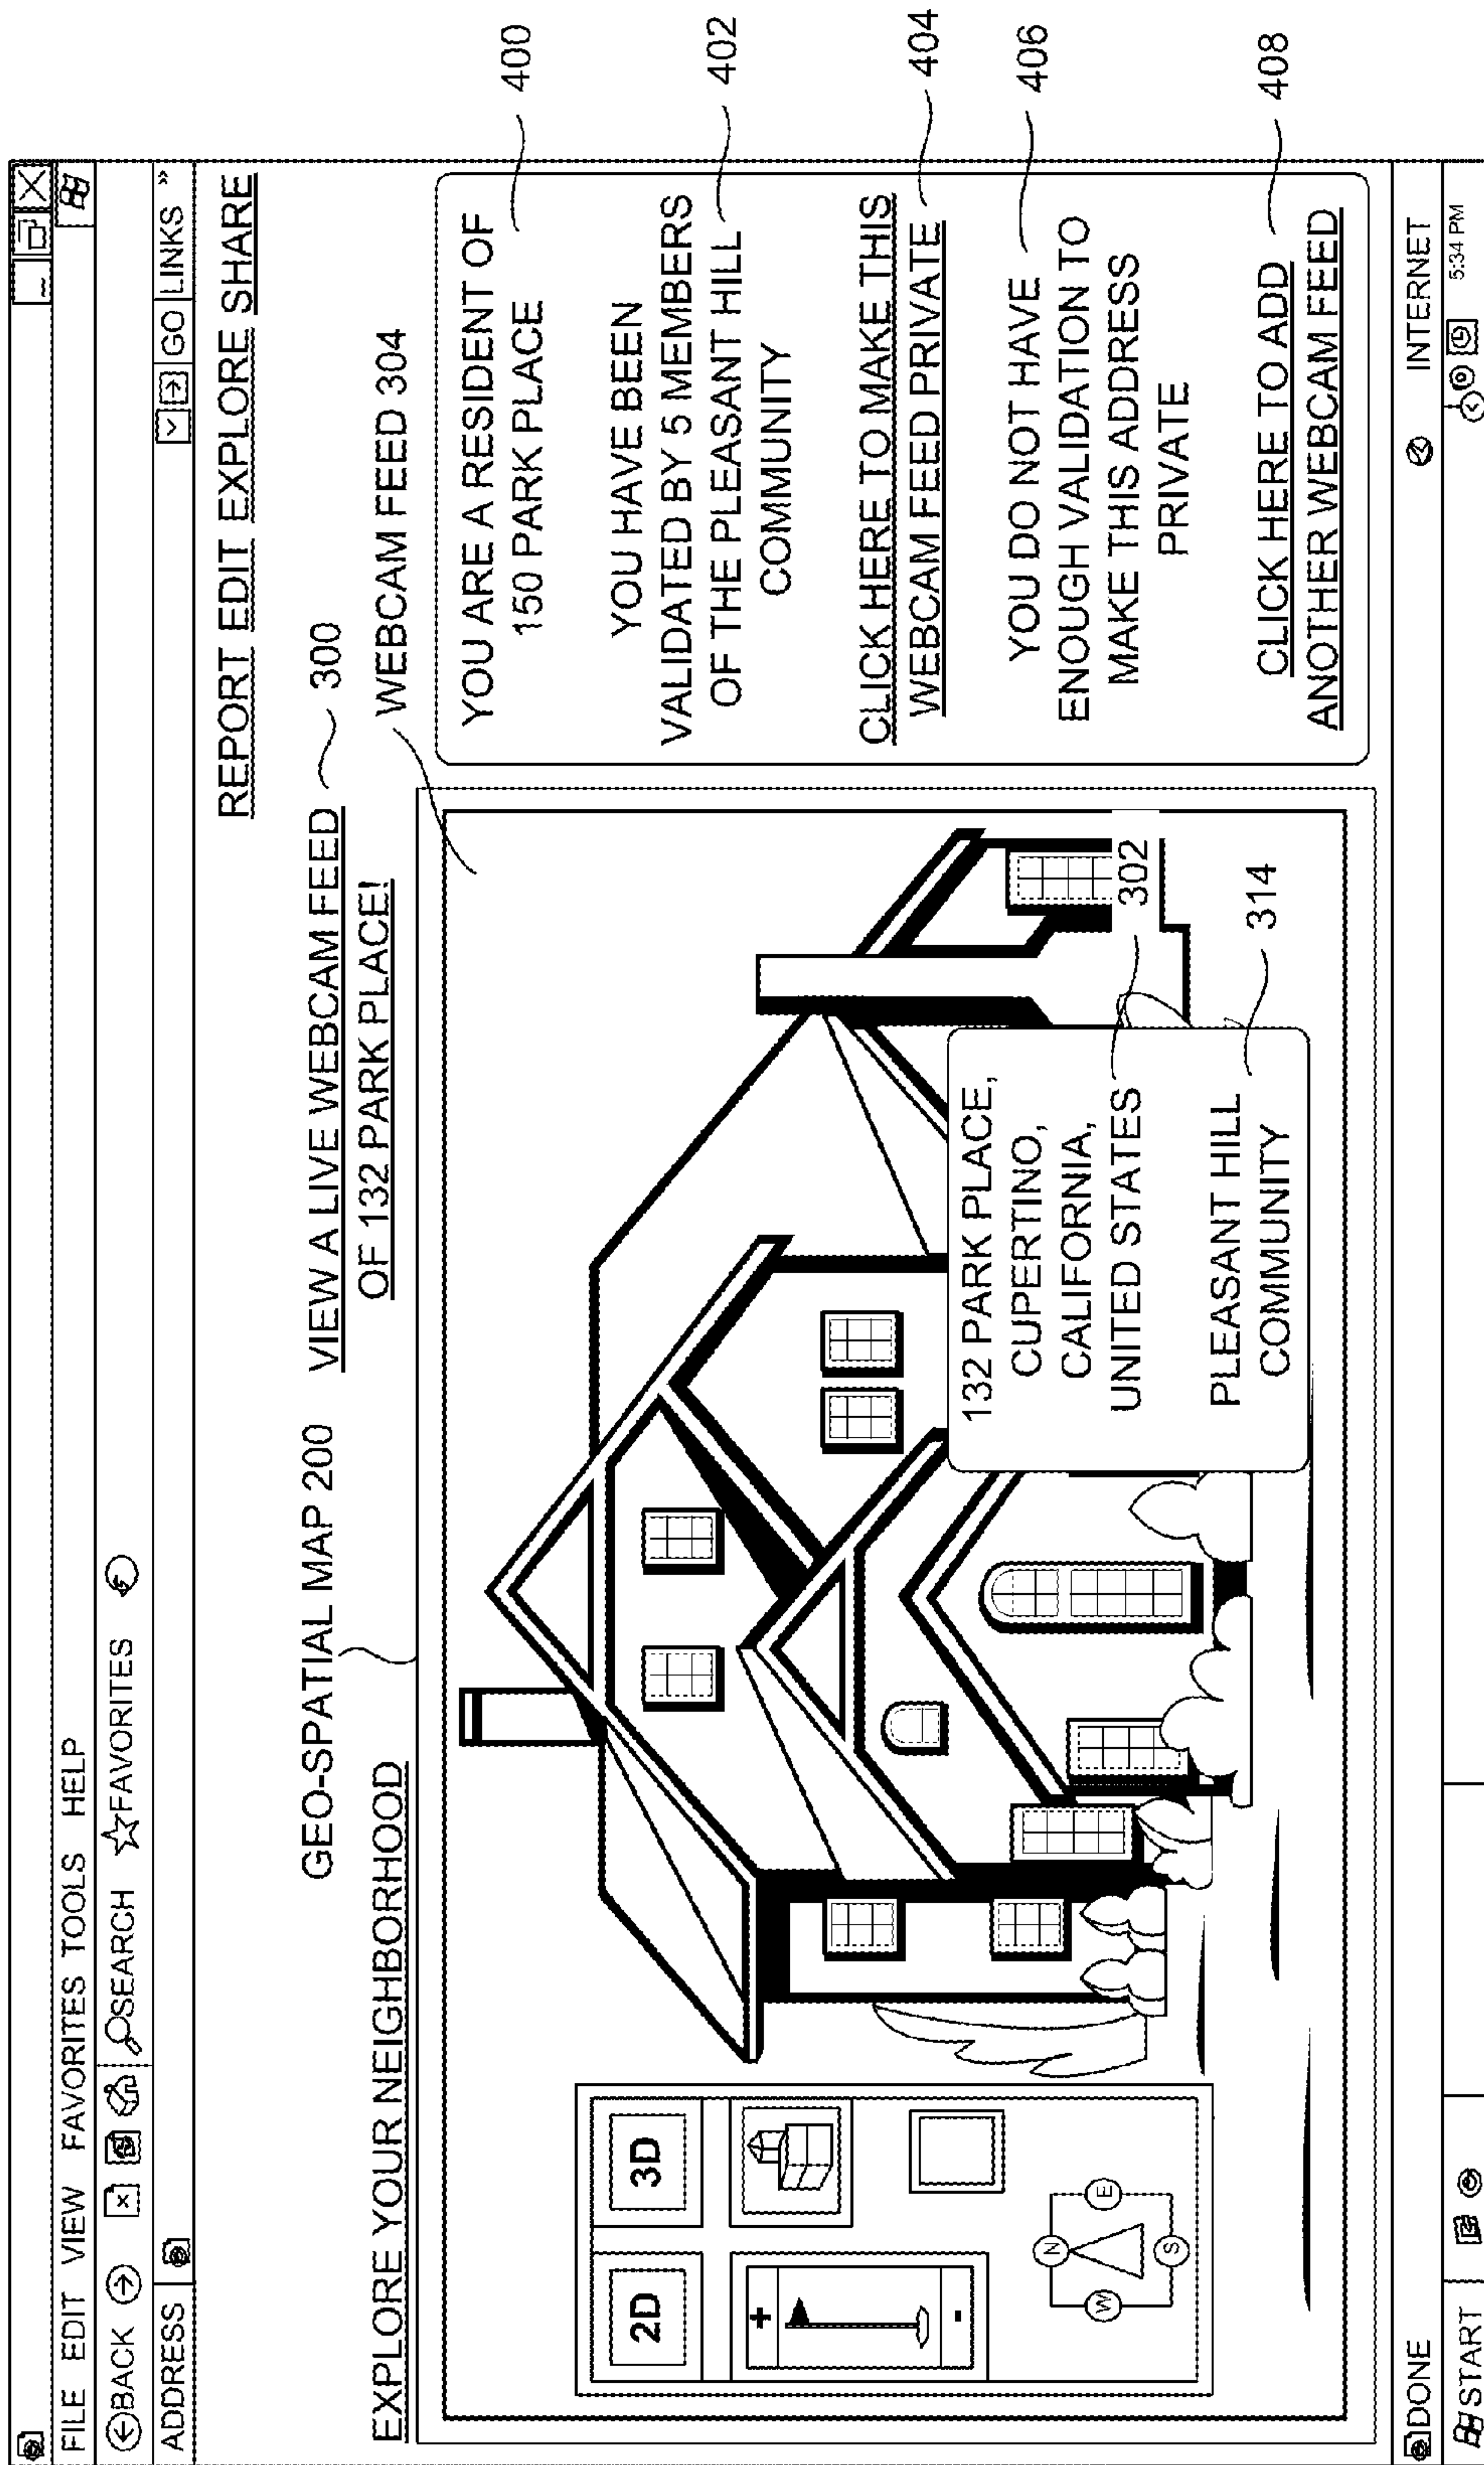 FILE EDIT VIEW FAVORITES TOOLS HELP
BACK SEARCH FAVORITES
ADDRESS GO LINKS »
REPORT EDIT EXPLORE SHARE
GEO-SPATIAL MAP 200
VIEW A LIVE WEBCAM FEED 300
OF 132 PARK PLACE!
WEBCAM FEED 304
EXPLORE YOUR NEIGHBORHOOD
2D 3D
+
-
N
W E
S
132 PARK PLACE,
CUPERTINO,
CALIFORNIA,
UNITED STATES 302
PLEASANT HILL 314
COMMUNITY
YOU ARE A RESIDENT OF 400
150 PARK PLACE
YOU HAVE BEEN
VALIDATED BY 5 MEMBERS
OF THE PLEASANT HILL 402
COMMUNITY
CLICK HERE TO MAKE THIS
WEBCAM FEED PRIVATE 404
YOU DO NOT HAVE 406
ENOUGH VALIDATION TO
MAKE THIS ADDRESS
PRIVATE
CLICK HERE TO ADD 408
ANOTHER WEBCAM FEED
DONE INTERNET
START 5:34 PM